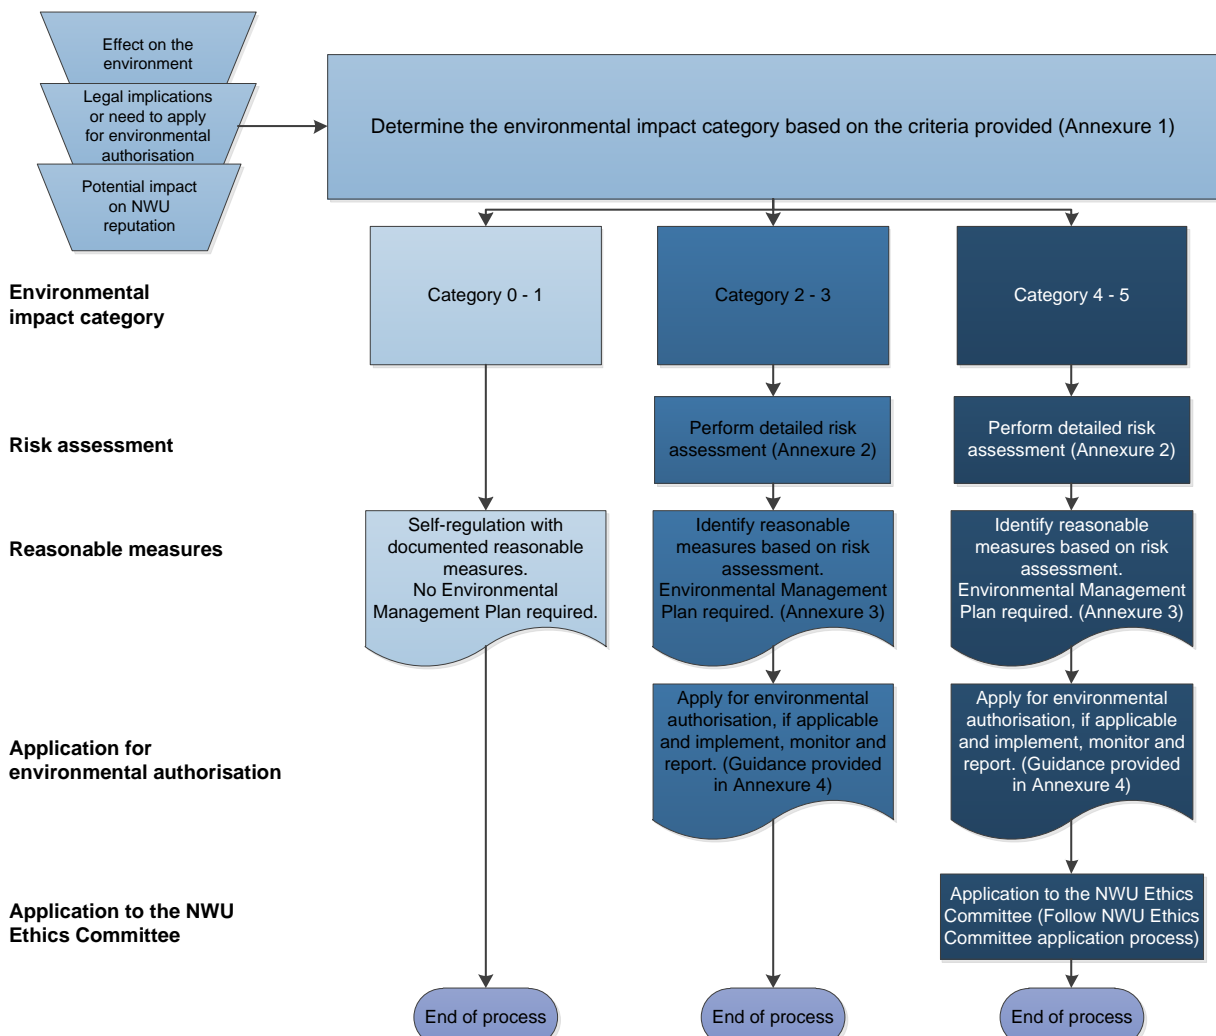 Effect on the
environment
Legal implications
or need to apply
for environmental
authorisation
Potential impact
on NWU
reputation
Determine the environmental impact category based on the criteria provided (Annexure 1)
Environmental
impact category
Category 0 - 1
Category 2 - 3
Category 4 - 5
Risk assessment
Perform detailed risk
assessment (Annexure 2)
Perform detailed risk
assessment (Annexure 2)
Reasonable measures
Self-regulation with
documented reasonable
measures.
No Environmental
Management Plan required.
Identify reasonable
measures based on risk
assessment.
Environmental Management
Plan required. (Annexure 3)
Identify reasonable
measures based on risk
assessment.
Environmental Management
Plan required. (Annexure 3)
Application for
environmental authorisation
Apply for environmental
authorisation, if applicable
and implement, monitor and
report. (Guidance provided
in Annexure 4)
Apply for environmental
authorisation, if applicable
and implement, monitor and
report. (Guidance provided
in Annexure 4)
Application to the NWU
Ethics Committee
Application to the NWU Ethics
Committee (Follow NWU Ethics
Committee application process)
End of process
End of process
End of process